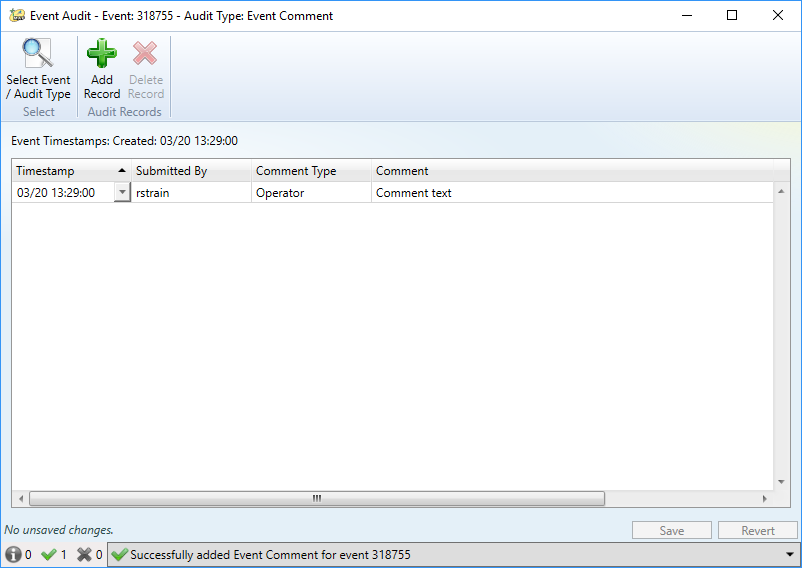 Event Audit - Event: 318755 - Audit Type: Event Comment
Select Event
/ Audit Type
Add
Record
Delete
Record
Select
Audit Records
Event Timestamps: Created: 03/20 13:29:00
Timestamp Submitted By Comment Type Comment
03/20 13:29:00 rstrain Operator Comment text
No unsaved changes.
Save Revert
0 1 0 Successfully added Event Comment for event 318755